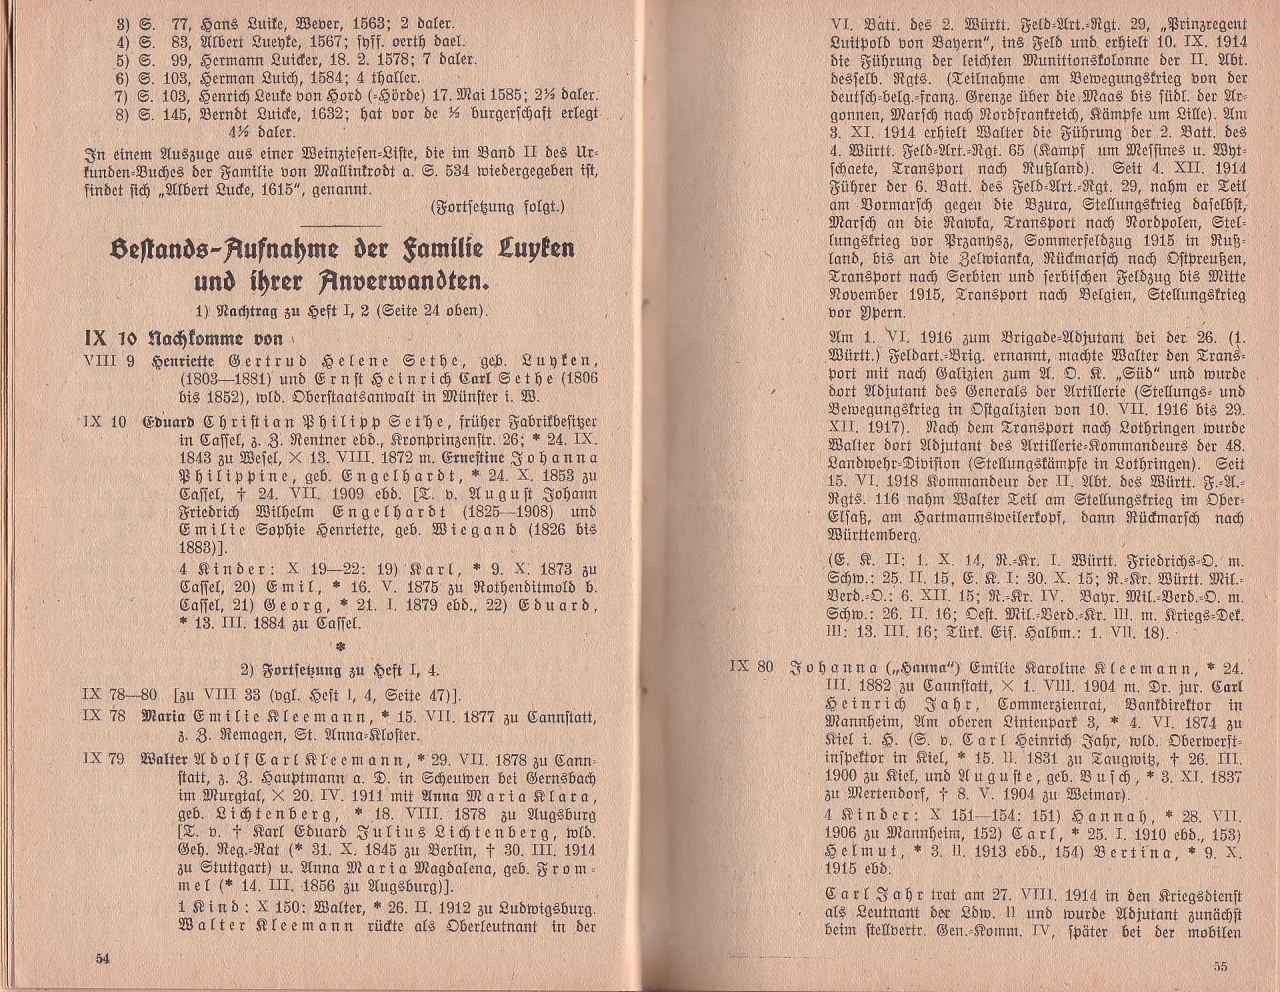 3) S. 77, Hans Luike, Wever, 1563; 2 daler.
4) S. 83, Albert Lueyke, 1567; syss. oerth dael.
5) S. 99, Hermann Luicker, 18. 2. 1578; 7 daler.
6) S. 103, Herman Luich, 1584; 4 thaller.
7) S. 103, Henrich Leuke von Hord (=Hörde) 17. Mai 1585; 2½ daler.
8) S. 145, Berndt Luicke, 1632; hat vor de ½ burgerschaft erlegt
4½ daler.
In einem Auszuge aus einer Weinziesen-Liste, die im Band II des Ur-
kunden-Buches der Familie von Mallinkrodt a. S. 534 wiedergegeben ist,
findet sich „Albert Lucke, 1615“, genannt.
(Fortsetzung folgt.)
Bestands-Aufnahme der Familie Luyken
und ihrer Anverwandten.
1) Nachtrag zu Heft I, 2 (Seite 24 oben).
IX 10 Nachkomme von
VIII 9 Henriette Gertrud Helene Sethe, geb. Luyken,
(1803—1881) und Ernst Heinrich Carl Sethe (1806
bis 1852), wld. Oberstaatsanwalt in Münster i. W.
IX 10 Eduard Christian Philipp Sethe, früher Fabrikbesitzer
in Cassel, z. Z. Rentner ebd., Kronprinzenstr. 26; * 24. IX.
1843 zu Wesel, × 13. VIII. 1872 m. Ernestine Johanna
Philippine, geb. Engelhardt, * 24. X. 1853 zu
Cassel, † 24. VII. 1909 ebd. [T. v. August Johann
Friedrich Wilhelm Engelhardt (1825—1908) und
Emilie Sophie Henriette, geb. Wiegand (1826 bis
1883)].
4 Kinder: X 19—22: 19) Karl, * 9. X. 1873 zu
Cassel, 20) Emil, * 16. V. 1875 zu Rothenditmold b.
Cassel, 21) Georg, * 21. I. 1879 ebd., 22) Eduard,
* 13. III. 1884 zu Cassel.
*
2) Fortsetzung zu Heft I, 4.
IX 78—80 [zu VIII 33 (vgl. Heft I, 4, Seite 47)].
IX 78 Maria Emilie Kleemann, * 15. VII. 1877 zu Cannstatt,
z. Z. Remagen, St. Anna-Kloster.
IX 79 Walter Adolf Carl Kleemann, * 29. VII. 1878 zu Cann-
statt, z. Z. Hauptmann a. D. in Scheuwen bei Gernsbach
im Murgtal, × 20. IV. 1911 mit Anna Maria Klara,
geb. Lichtenberg, * 18. VIII. 1878 zu Augsburg
[T. v. † Karl Eduard Julius Lichtenberg, wld.
Geh. Reg.-Rat (* 31. X. 1845 zu Berlin, † 30. III. 1914
zu Stuttgart) u. Anna Maria Magdalena, geb. From-
mel (* 14. III. 1856 zu Augsburg)].
1 Kind: X 150: Walter, * 26. II. 1912 zu Ludwigsburg.
Walter Kleemann rückte als Oberleutnant in der
54
VI. Batt. des 2. Württ. Feld-Art.-Rgt. 29, „Prinzregent
Luitpold von Bayern“, ins Feld und erhielt 10. IX. 1914
die Führung der leichten Munitionskolonne der II. Abt.
desselb. Rgts. (Teilnahme am Bewegungskrieg von der
deutsch-belg.-franz. Grenze über die Maas bis südl. der Ar-
gonnen, Marsch nach Nordfrankreich, Kämpfe um Lille). Am
3. XI. 1914 erhielt Walter die Führung der 2. Batt. des
4. Württ. Feld-Art.-Rgt. 65 (Kampf um Messines u. Wyt-
schaete, Transport nach Rußland). Seit 4. XII. 1914
Führer der 6. Batt. des Feld-Art.-Rgt. 29, nahm er Teil
am Vormarsch gegen die Bzura, Stellungskrieg daselbst,
Marsch an die Rawka, Transport nach Nordpolen, Stel-
lungskrieg vor Przanysz, Sommerfeldzug 1915 in Ruß-
land, bis an die Zelwianka, Rückmarsch nach Ostpreußen,
Transport nach Serbien und serbischen Feldzug bis Mitte
November 1915, Transport nach Belgien, Stellungskrieg
vor Ypern.
Am 1. VI. 1916 zum Brigade-Adjutant bei der 26. (1.
Württ.) Feldart.-Brig. ernannt, machte Walter den Trans-
port mit nach Galizien zum A. O. K. „Süd“ und wurde
dort Adjutant des Generals der Artillerie (Stellungs- und
Bewegungskrieg in Ostgalizien von 10. VII. 1916 bis 29.
XII. 1917). Nach dem Transport nach Lothringen wurde
Walter dort Adjutant des Artillerie-Kommandeurs der 48.
Landwehr-Division (Stellungskämpfe in Lothringen). Seit
15. VI. 1918 Kommandeur der II. Abt. des Württ. F.-A.-
Rgts. 116 nahm Walter Teil am Stellungskrieg im Ober-
Elsaß, am Hartmannsweilerkopf, dann Rückmarsch nach
Württemberg.
(E. K. II: 1. X. 14, R.-Kr. I. Württ. Friedrichs-O. m.
Schw.: 25. II. 15, E. K. I: 30. X. 15; R.-Kr. Württ. Mil.-
Verd.-O.: 6. XII. 15; R.-Kr. IV. Bayr. Mil.-Verd.-O. m.
Schw.: 26. II. 16; Oest. Mil.-Verd.-Kr. III. m. Kriegs-Dek.
III: 13. III. 16; Türk. Eis. Halbm.: 1. VII. 18).
IX 80 Johanna („Hanna“) Emilie Karoline Kleemann, * 24.
III. 1882 zu Cannstatt, × 1. VIII. 1904 m. Dr. jur. Carl
Heinrich Jahr, Commerzienrat, Bankdirektor in
Mannheim, Am oberen Linienpark 3, * 4. VI. 1874 zu
Kiel i. H. (S. v. Carl Heinrich Jahr, wld. Oberwerft-
inspektor in Kiel, * 15. II. 1831 zu Taugwitz, † 26. III.
1900 zu Kiel, und Auguste, geb. Busch, * 3. XI. 1837
zu Mertendorf, † 8. V. 1904 zu Weimar).
4 Kinder: X 151—154: 151) Hannah, * 28. VII.
1906 zu Mannheim, 152) Carl, * 25. I. 1910 ebd., 153)
Helmut, * 3. II. 1913 ebd., 154) Bertina, * 9. X.
1915 ebd.
Carl Jahr trat am 27. VIII. 1914 in den Kriegsdienst
als Leutnant der Ldw. II und wurde Adjutant zunächst
beim stellvertr. Gen.-Komm. IV, später bei der mobilen
55